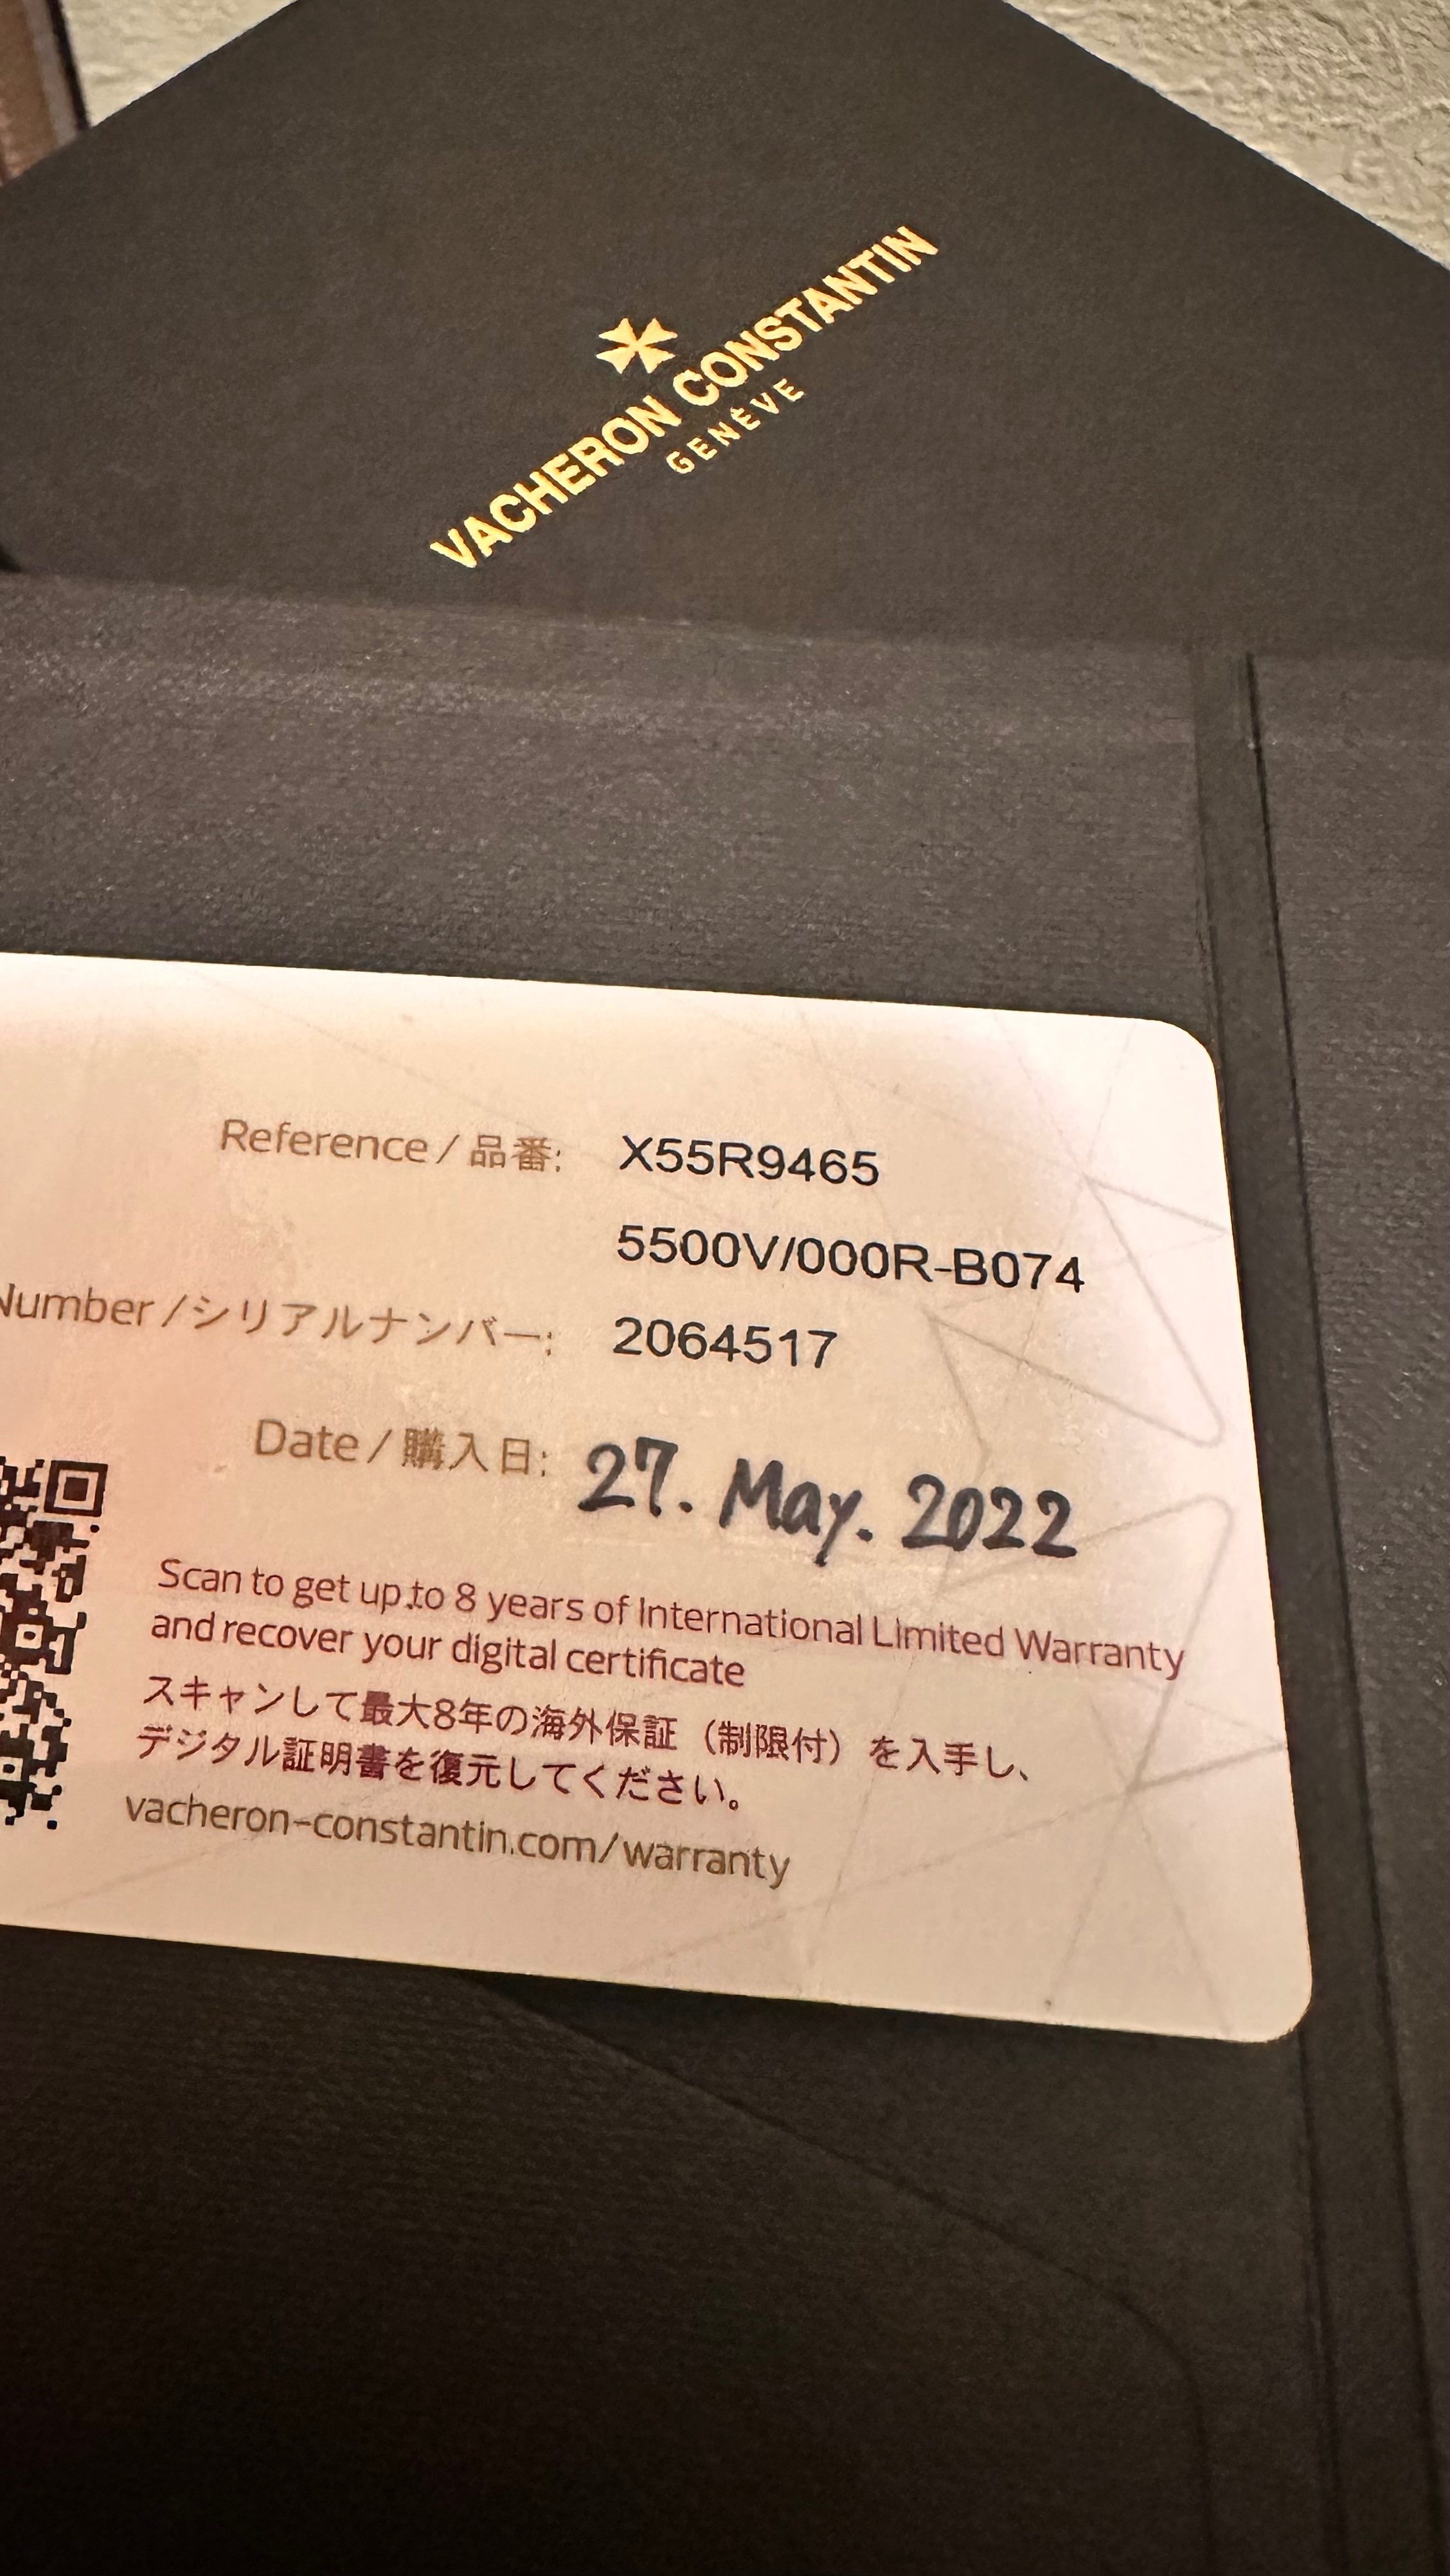 VACHERON CONSTANTIN
GENÈVE
Reference / 品番: X55R9465
5500V/000R-B074
Number / シリアルナンバー: 2064517
Date / 購入日: 27. May. 2022
Scan to get up to 8 years of International Limited Warranty
and recover your digital certificate
スキャンして最大8年の海外保証（制限付）を入手し、
デジタル証明書を復元してください。
vacheron-constantin.com/warranty